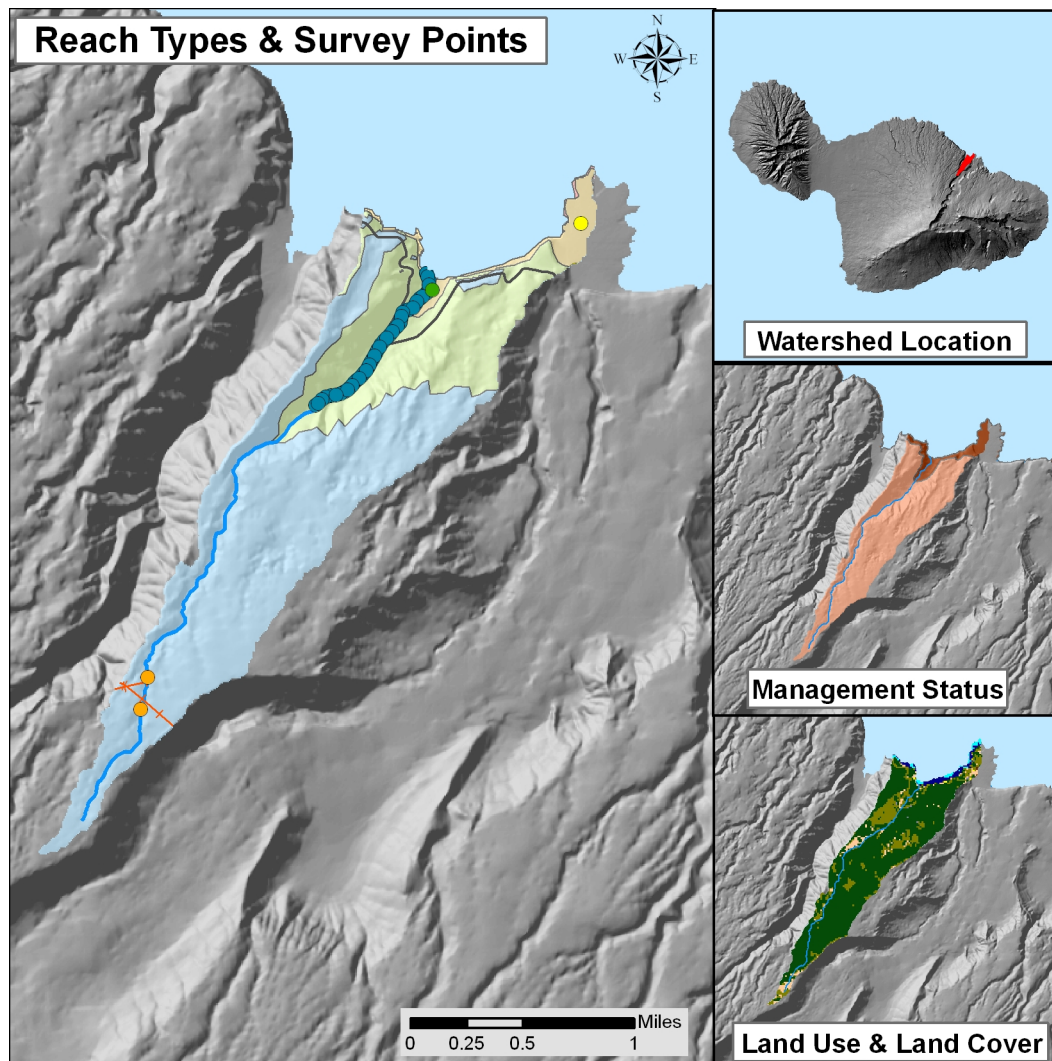 Reach Types & Survey Points
N
W E
S
Watershed Location
Management Status
Miles
0 0.25 0.5 1
Land Use & Land Cover